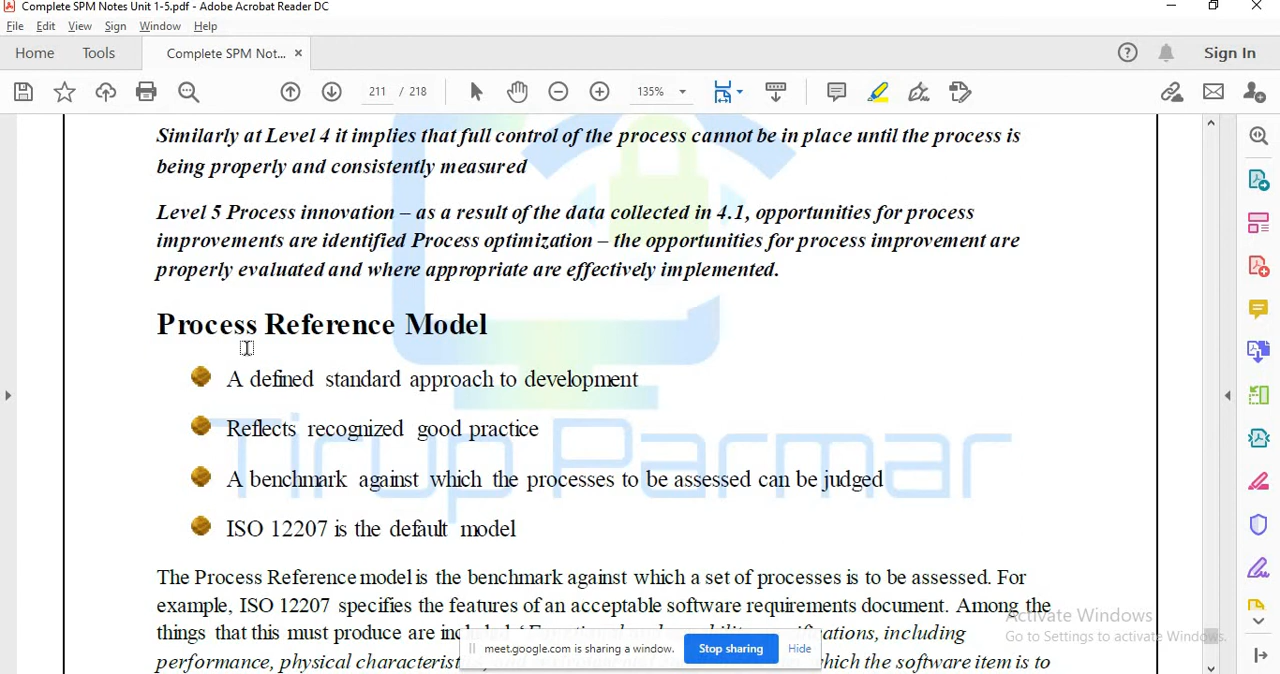 Complete SPM Notes Unit 1-5.pdf - Adobe Acrobat Reader DC
File Edit View Sign Window Help
Home Tools Complete SPM Not... × Sign In
211 / 218 135%
Similarly at Level 4 it implies that full control of the process cannot be in place until the process is
being properly and consistently measured
Level 5 Process innovation – as a result of the data collected in 4.1, opportunities for process
improvements are identified Process optimization – the opportunities for process improvement are
properly evaluated and where appropriate are effectively implemented.
Process Reference Model
A defined standard approach to development
Reflects recognized good practice
Tirup Parmar
A benchmark against which the processes to be assessed can be judged
ISO 12207 is the default model
The Process Reference model is the benchmark against which a set of processes is to be assessed. For
example, ISO 12207 specifies the features of an acceptable software requirements document. Among the
things that this must produce are including
performance, physical which the software item is to
Activate Windows
Go to Settings to activate Windows.
meet.google.com is sharing a window. Stop sharing Hide